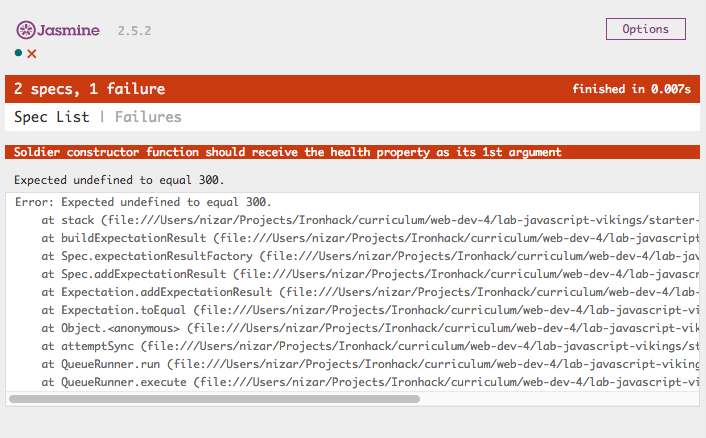 Jasmine 2.5.2 Options
2 specs, 1 failure finished in 0.007s
Spec List | Failures
Soldier constructor function should receive the health property as its 1st argument
Expected undefined to equal 300.
Error: Expected undefined to equal 300.
at stack (file:///Users/nizar/Projects/Ironhack/curriculum/web-dev-4/lab-javascript-vikings/starter-
at buildExpectationResult (file:///Users/nizar/Projects/Ironhack/curriculum/web-dev-4/lab-javascript
at Spec.expectationResultFactory (file:///Users/nizar/Projects/Ironhack/curriculum/web-dev-4/lab-jav
at Spec.addExpectationResult (file:///Users/nizar/Projects/Ironhack/curriculum/web-dev-4/lab-javascr
at Expectation.addExpectationResult (file:///Users/nizar/Projects/Ironhack/curriculum/web-dev-4/lab-
at Expectation.toEqual (file:///Users/nizar/Projects/Ironhack/curriculum/web-dev-4/lab-javascript-vi
at Object.<anonymous> (file:///Users/nizar/Projects/Ironhack/curriculum/web-dev-4/lab-javascript-vik
at attemptSync (file:///Users/nizar/Projects/Ironhack/curriculum/web-dev-4/lab-javascript-vikings/st
at QueueRunner.run (file:///Users/nizar/Projects/Ironhack/curriculum/web-dev-4/lab-javascript-viking
at QueueRunner.execute (file:///Users/nizar/Projects/Ironhack/curriculum/web-dev-4/lab-javascript-vi